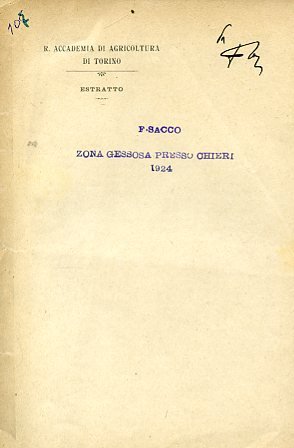 R. ACCADEMIA DI AGRICOLTURA
DI TORINO
ESTRATTO
F. SACCO
ZONA GESSOSA PRESSO CHIERI
1924